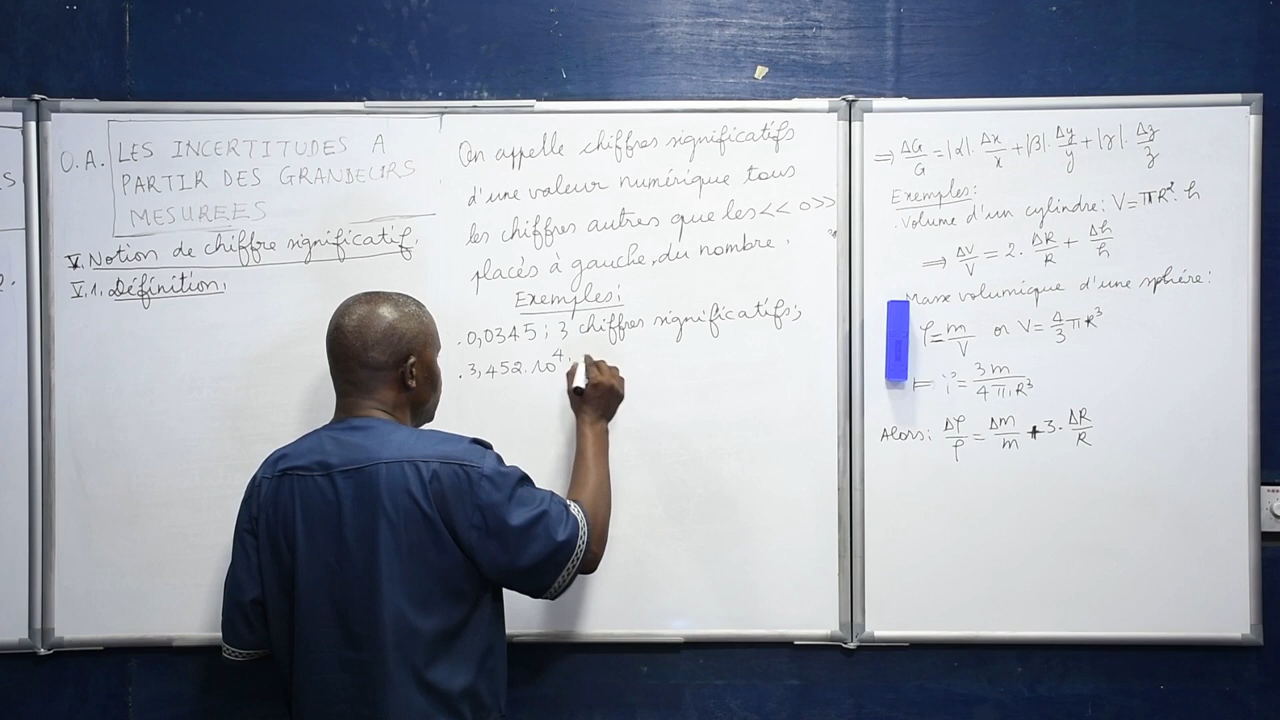 S
2.
O.A. LES INCERTITUDES A
PARTIR DES GRANDEURS
MESUREES
V. Notion de chiffre significatif.
V.1. Définition:
On appelle chiffres significatifs
d'une valeur numérique tous
les chiffres autres que les << 0 >>
placés à gauche du nombre.
Exemples:
. 0,0345 ; 3 chiffres significatifs;
. 3,452.10⁴;
⇒ ΔG/G = |α|. Δx/x + |β|. Δy/y + |γ|. Δz/z
Exemples:
. Volume d'un cylindre: V=πR². h
⇒ ΔV/V = 2. ΔR/R + Δh/h
Masse volumique d'une sphère:
ρ = m/V or V = 4/3 πR³
= 3m/4πR³
Alors: Δρ/ρ = Δm/m + 3. ΔR/R